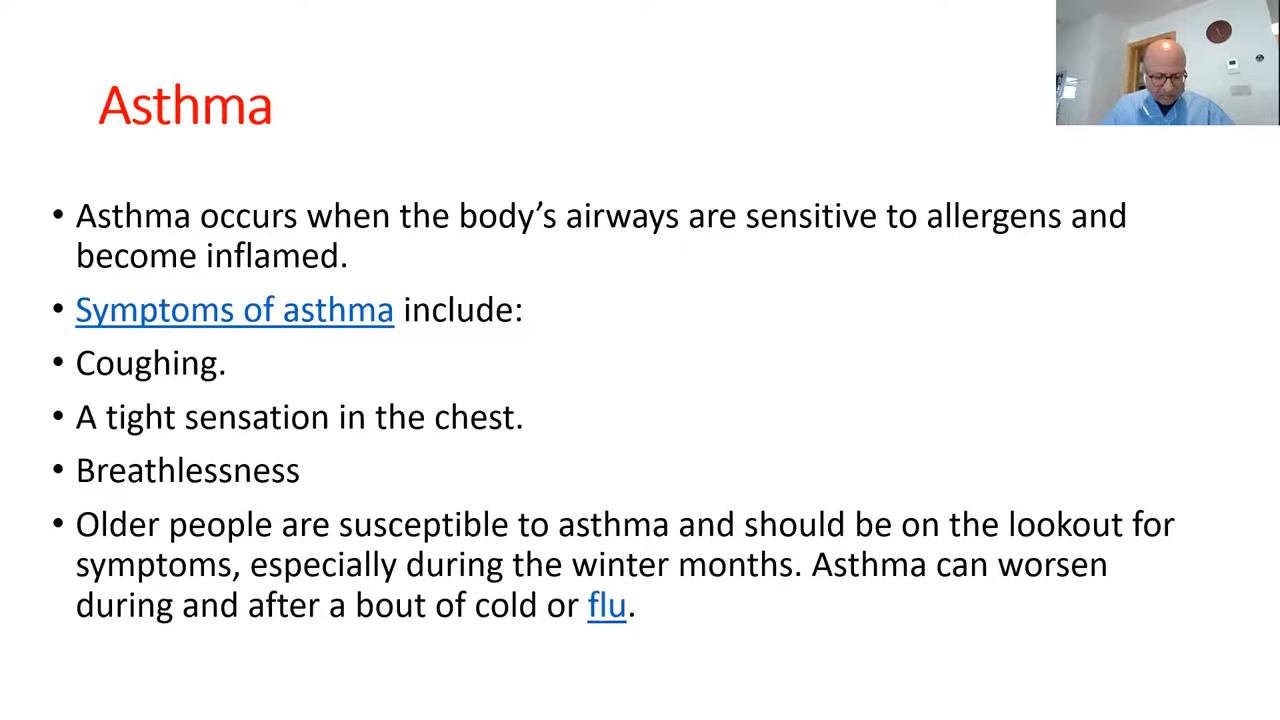 Asthma
• Asthma occurs when the body’s airways are sensitive to allergens and
become inflamed.
• Symptoms of asthma include:
• Coughing.
• A tight sensation in the chest.
• Breathlessness
• Older people are susceptible to asthma and should be on the lookout for
symptoms, especially during the winter months. Asthma can worsen
during and after a bout of cold or flu.